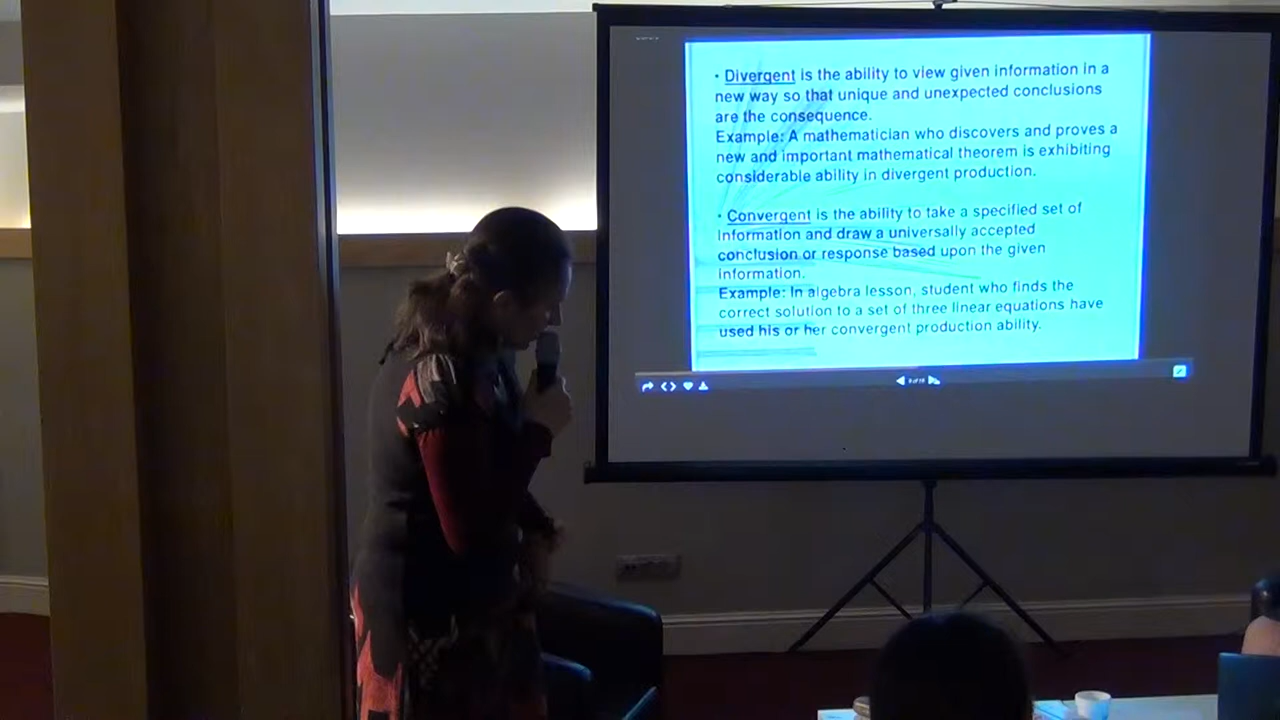 • Divergent is the ability to view given information in a
new way so that unique and unexpected conclusions
are the consequence.
Example: A mathematician who discovers and proves a
new and important mathematical theorem is exhibiting
considerable ability in divergent production.
• Convergent is the ability to take a specified set of
information and draw a universally accepted
conclusion or response based upon the given
information.
Example: In algebra lesson, student who finds the
correct solution to a set of three linear equations have
used his or her convergent production ability.